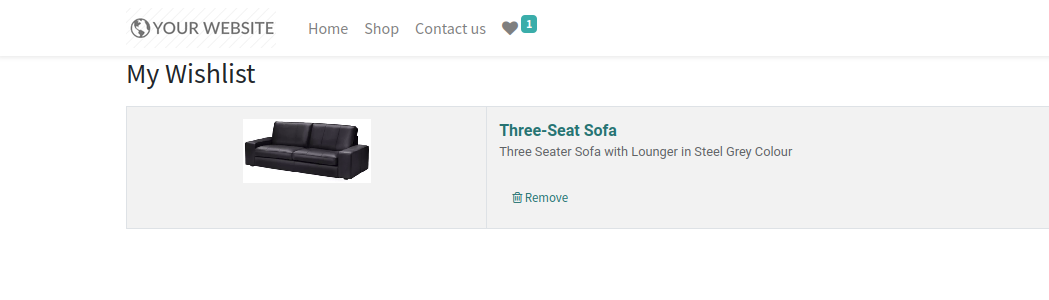 YOUR WEBSITE Home Shop Contact us 1
My Wishlist
Three-Seat Sofa
Three Seater Sofa with Lounger in Steel Grey Colour
Remove